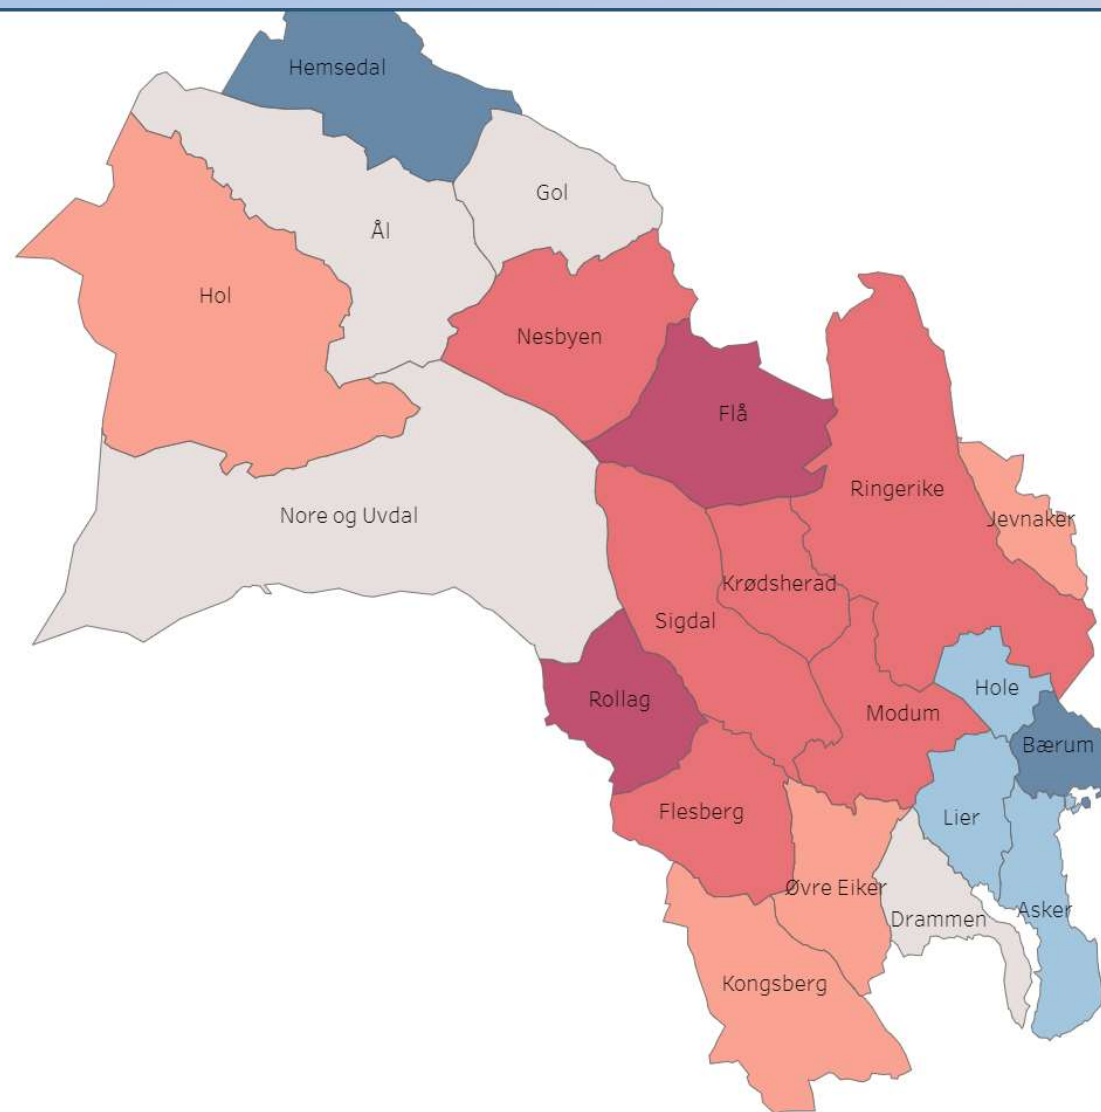 Hemsedal
Gol
Ål
Hol
Nesbyen
Flå
Ringerike
Nore og Uvdal
Jevnaker
Krødsherad
Sigdal
Hole
Rollag
Modum
Bærum
Flesberg
Lier
Øvre Eiker
Asker
Drammen
Kongsberg